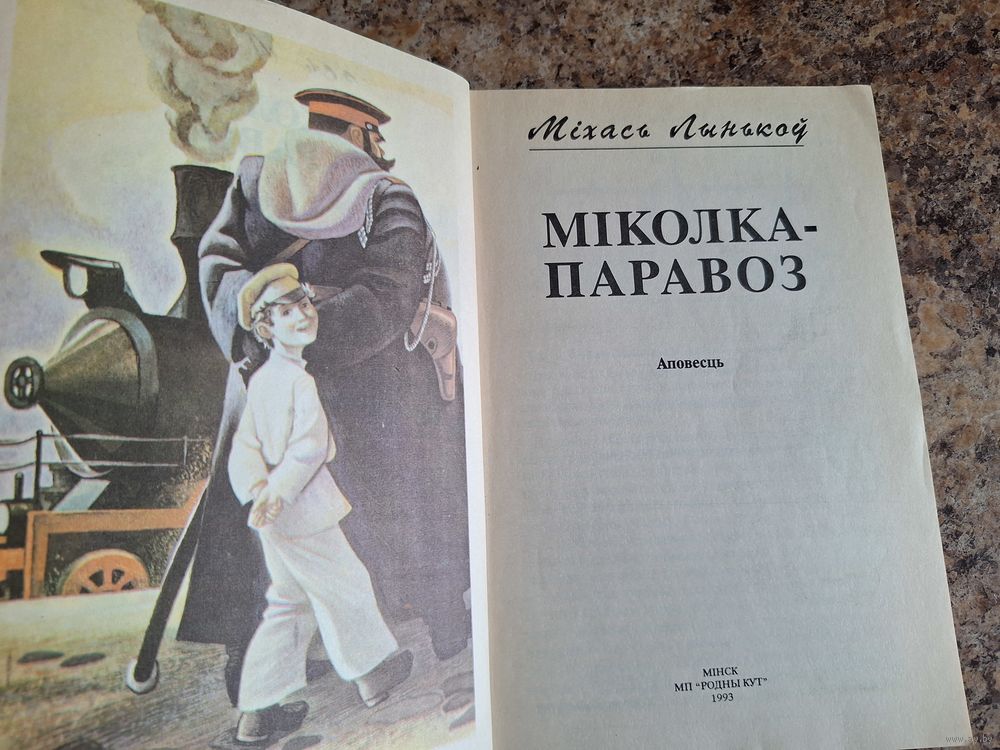 Міхась Лынькоў
МІКОЛКА-
ПАРАВОЗ
Аповесць
МІНСК
МП "РОДНЫ КУТ"
1993